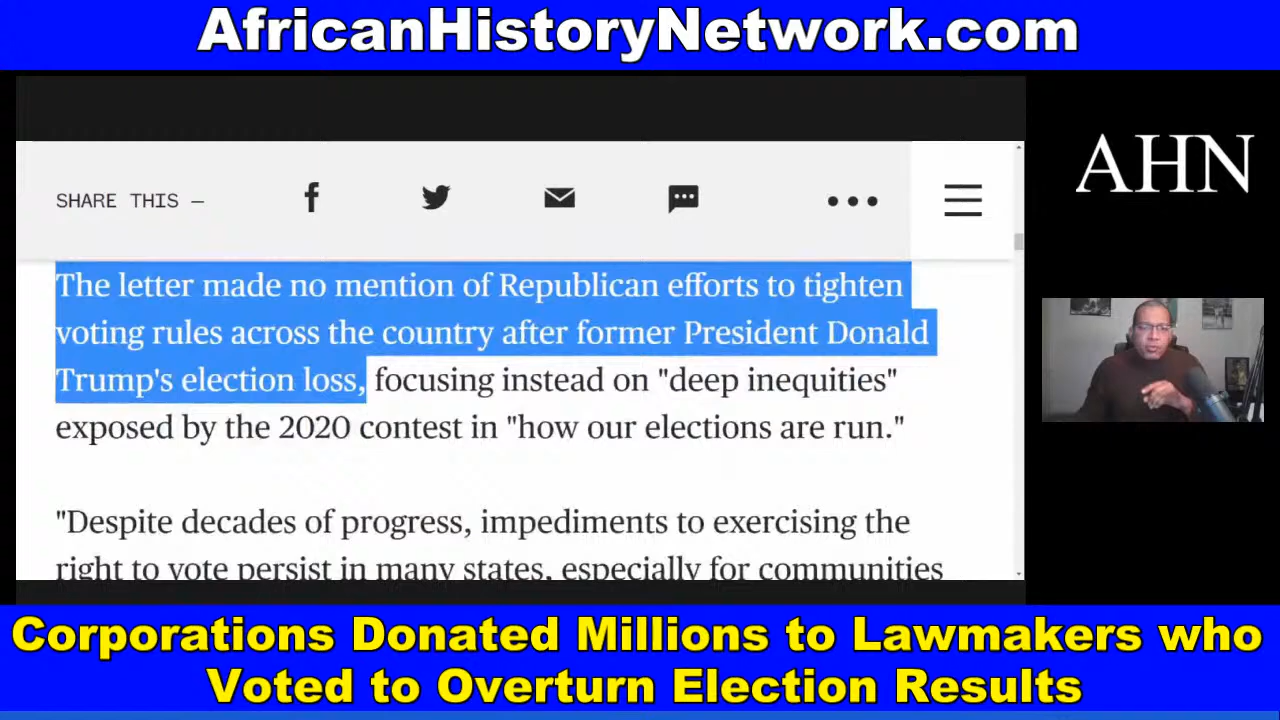 AfricanHistoryNetwork.com
AHN
SHARE THIS —
The letter made no mention of Republican efforts to tighten
voting rules across the country after former President Donald
Trump's election loss, focusing instead on "deep inequities"
exposed by the 2020 contest in "how our elections are run."
"Despite decades of progress, impediments to exercising the
right to vote persist in many states, especially for communities
Corporations Donated Millions to Lawmakers who
Voted to Overturn Election Results